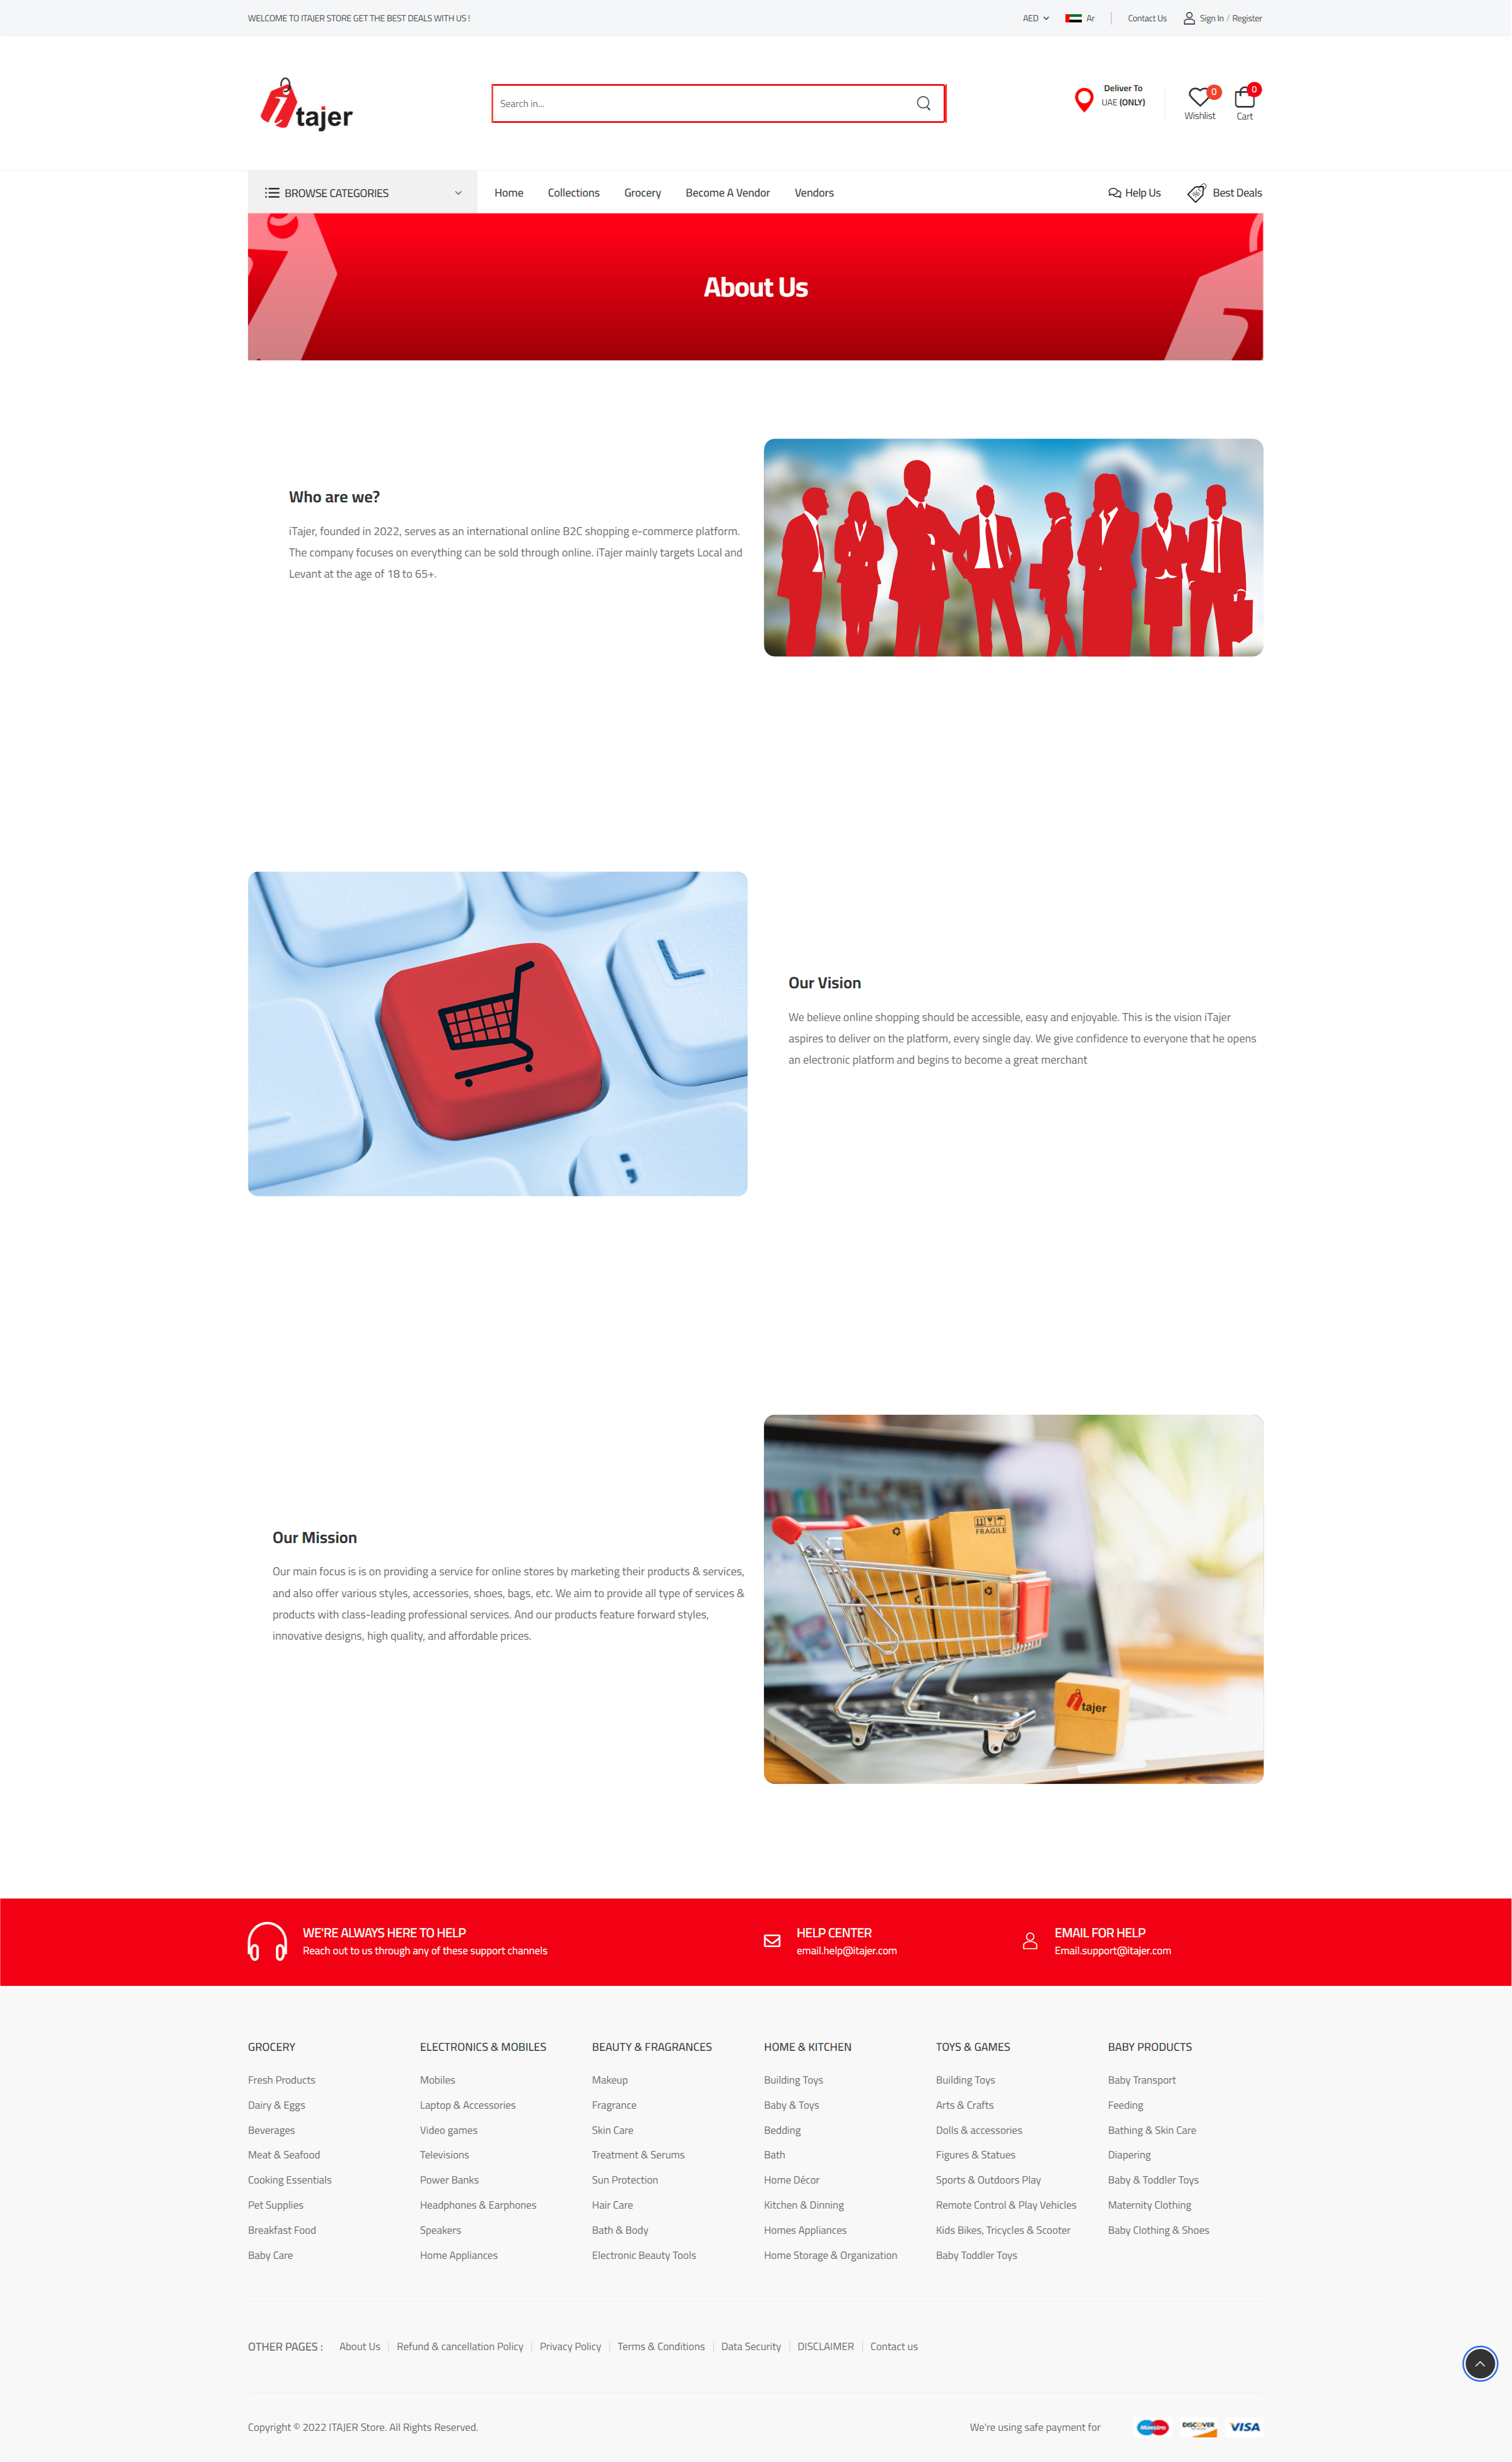 WELCOME TO ITAJER STORE GET THE BEST DEALS WITH US !
AED
Ar
Contact Us
Sign In / Register
itajer
Search in...
Deliver To
UAE (ONLY)
0
Wishlist
0
Cart
BROWSE CATEGORIES
Home
Collections
Grocery
Become A Vendor
Vendors
Help Us
Best Deals
About Us
Who are we?
iTajer, founded in 2022, serves as an international online B2C shopping e-commerce platform.
The company focuses on everything can be sold through online. iTajer mainly targets Local and
Levant at the age of 18 to 65+.
L
;
Our Vision
We believe online shopping should be accessible, easy and enjoyable. This is the vision iTajer
aspires to deliver on the platform, every single day. We give confidence to everyone that he opens
an electronic platform and begins to become a great merchant
Our Mission
Our main focus is is on providing a service for online stores by marketing their products & services,
and also offer various styles, accessories, shoes, bags, etc. We aim to provide all type of services &
products with class-leading professional services. And our products feature forward styles,
innovative designs, high quality, and affordable prices.
FRAGILE
itajer
WE'RE ALWAYS HERE TO HELP
Reach out to us through any of these support channels
HELP CENTER
email.help@itajer.com
EMAIL FOR HELP
Email.support@itajer.com
GROCERY
Fresh Products
Dairy & Eggs
Beverages
Meat & Seafood
Cooking Essentials
Pet Supplies
Breakfast Food
Baby Care
ELECTRONICS & MOBILES
Mobiles
Laptop & Accessories
Video games
Televisions
Power Banks
Headphones & Earphones
Speakers
Home Appliances
BEAUTY & FRAGRANCES
Makeup
Fragrance
Skin Care
Treatment & Serums
Sun Protection
Hair Care
Bath & Body
Electronic Beauty Tools
HOME & KITCHEN
Building Toys
Baby & Toys
Bedding
Bath
Home Décor
Kitchen & Dinning
Homes Appliances
Home Storage & Organization
TOYS & GAMES
Building Toys
Arts & Crafts
Dolls & accessories
Figures & Statues
Sports & Outdoors Play
Remote Control & Play Vehicles
Kids Bikes, Tricycles & Scooter
Baby Toddler Toys
BABY PRODUCTS
Baby Transport
Feeding
Bathing & Skin Care
Diapering
Baby & Toddler Toys
Maternity Clothing
Baby Clothing & Shoes
OTHER PAGES :
About Us
Refund & cancellation Policy
Privacy Policy
Terms & Conditions
Data Security
DISCLAIMER
Contact us
Copyright © 2022 ITAJER Store. All Rights Reserved.
We're using safe payment for
Maestro
DISCOVER
VISA